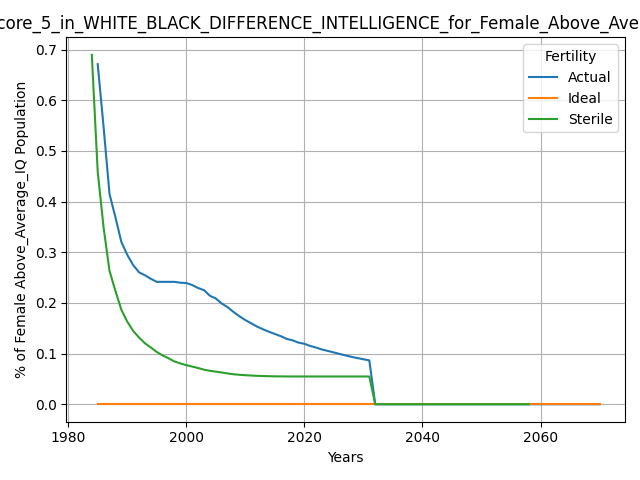 core_5_in_WHITE_BLACK_DIFFERENCE_INTELLIGENCE_for_Female_Above_Ave
Fertility
Actual
Ideal
Sterile
% of Female Above_Average_IQ Population
0.7
0.6
0.5
0.4
0.3
0.2
0.1
0.0
1980 2000 2020 2040 2060
Years